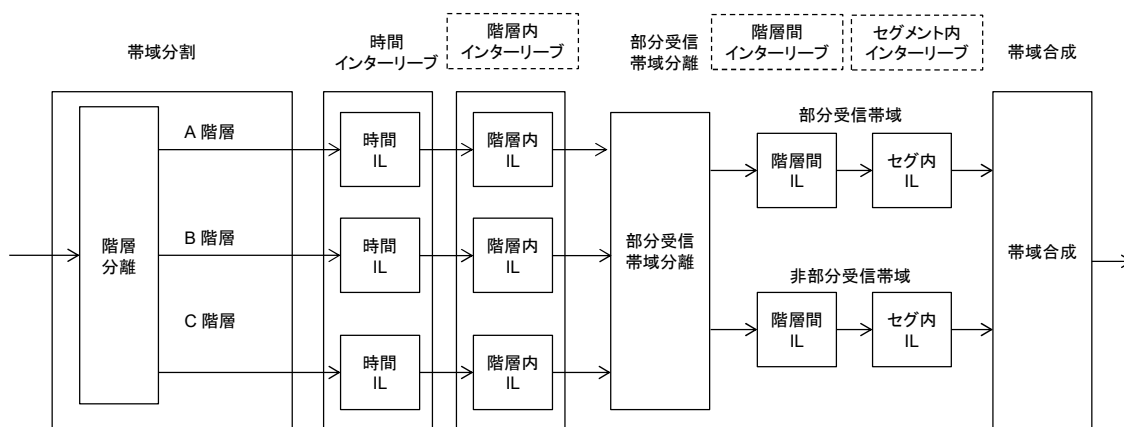 帯域分割
時間
インターリーブ
階層内
インターリーブ
部分受信
帯域分離
階層間
インターリーブ
セグメント内
インターリーブ
帯域合成
階層
分離
A 階層
B 階層
C 階層
時間
IL
階層内
IL
時間
IL
階層内
IL
時間
IL
階層内
IL
部分受信
帯域分離
部分受信帯域
階層間
IL
セグ内
IL
非部分受信帯域
階層間
IL
セグ内
IL
帯域合成